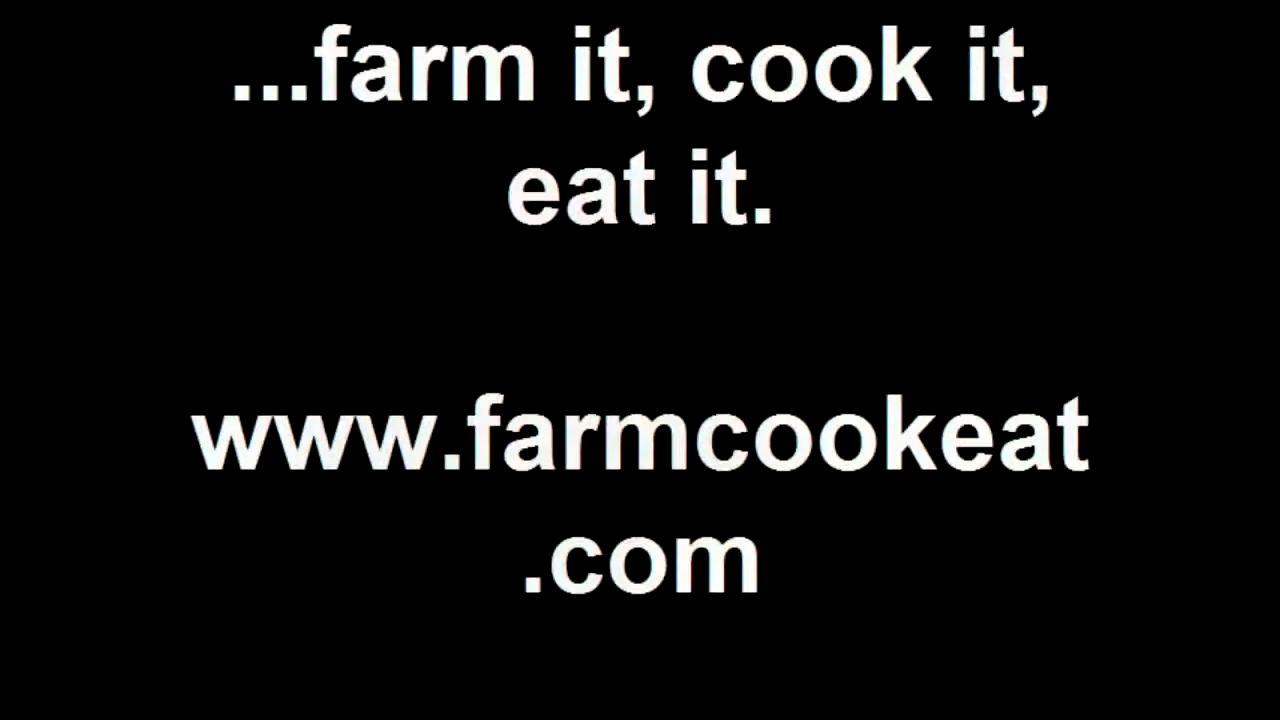 ...farm it, cook it,
eat it.
www.farmcookeat
.com